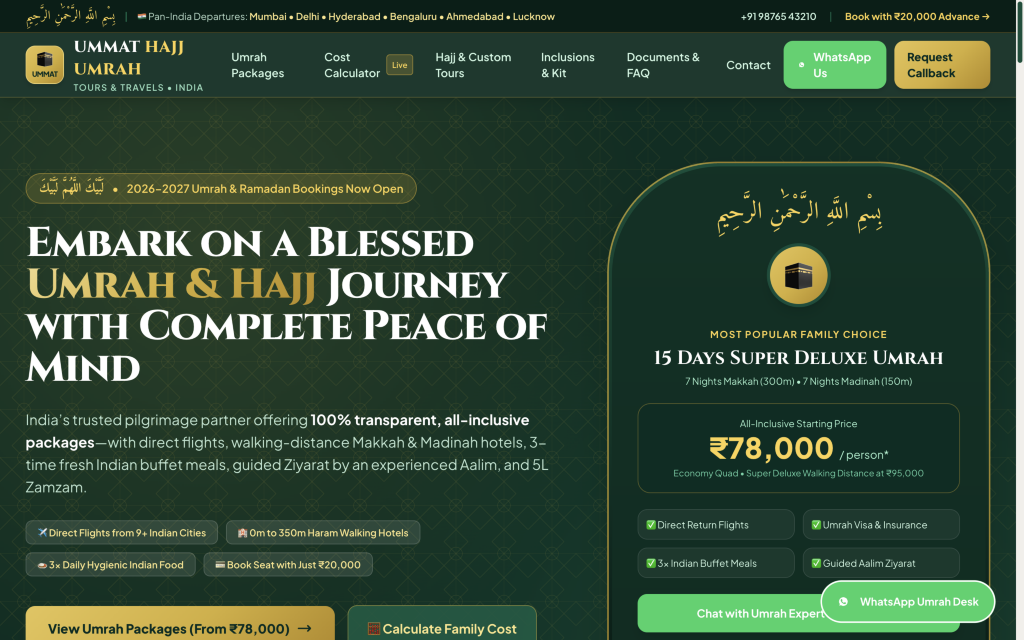 بِسْمِ اللَّهِ الرَّحْمَٰنِ الرَّحِيمِ
Pan-India Departures: Mumbai • Delhi • Hyderabad • Bengaluru • Ahmedabad • Lucknow
+91 98765 43210
Book with ₹20,000 Advance →
UMMAT
UMMAT HAJJ
UMRAH
TOURS & TRAVELS • INDIA
Umrah
Packages
Cost
Calculator
Live
Hajj & Custom
Tours
Inclusions
& Kit
Documents &
FAQ
Contact
WhatsApp
Us
Request
Callback
لَبَّيْكَ اللَّهُمَّ لَبَّيْكَ • 2026–2027 Umrah & Ramadan Bookings Now Open
Embark on a Blessed
Umrah & Hajj Journey
with Complete Peace of
Mind
India's trusted pilgrimage partner offering 100% transparent, all-inclusive
packages—with direct flights, walking-distance Makkah & Madinah hotels, 3-
time fresh Indian buffet meals, guided Ziyarat by an experienced Aalim, and 5L
Zamzam.
Direct Flights from 9+ Indian Cities
0m to 350m Haram Walking Hotels
3x Daily Hygienic Indian Food
Book Seat with Just ₹20,000
View Umrah Packages (From ₹78,000) →
Calculate Family Cost
بِسْمِ اللَّهِ الرَّحْمَٰنِ الرَّحِيمِ
MOST POPULAR FAMILY CHOICE
15 Days Super Deluxe Umrah
7 Nights Makkah (300m) • 7 Nights Madinah (150m)
All-Inclusive Starting Price
₹78,000 / person*
Economy Quad • Super Deluxe Walking Distance at ₹95,000
✅ Direct Return Flights
✅ Umrah Visa & Insurance
✅ 3x Indian Buffet Meals
✅ Guided Aalim Ziyarat
Chat with Umrah Expert
WhatsApp Umrah Desk